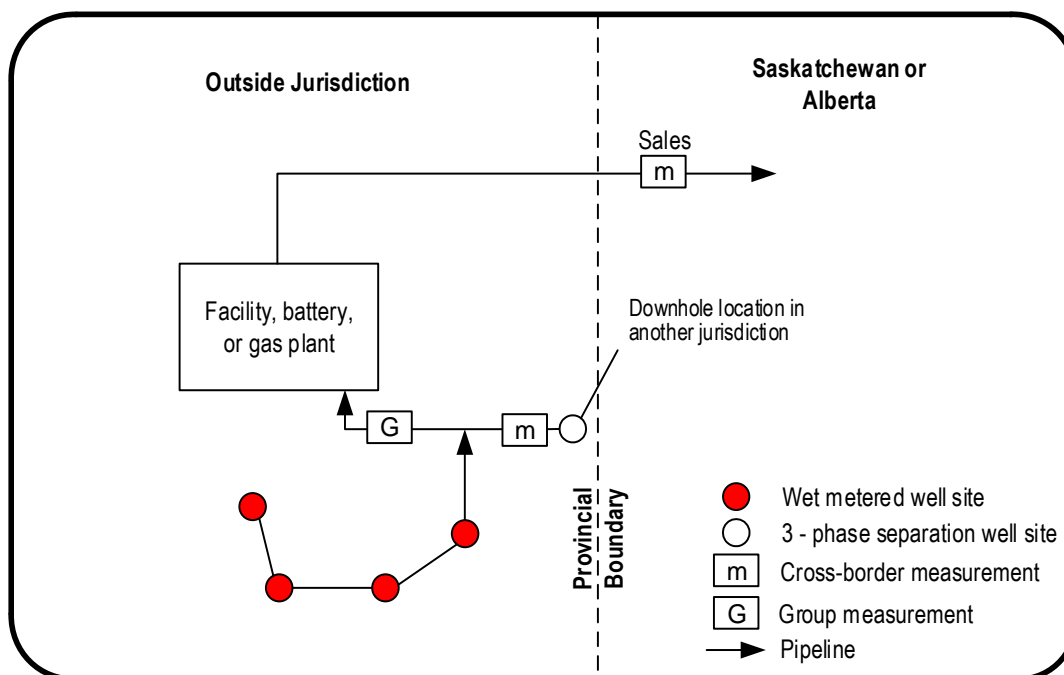 Outside Jurisdiction
Saskatchewan or
Alberta
Sales
m
Facility, battery,
or gas plant
Downhole location in
another jurisdiction
G
m
Provincial
Boundary
Wet metered well site
3 - phase separation well site
m Cross-border measurement
G Group measurement
Pipeline